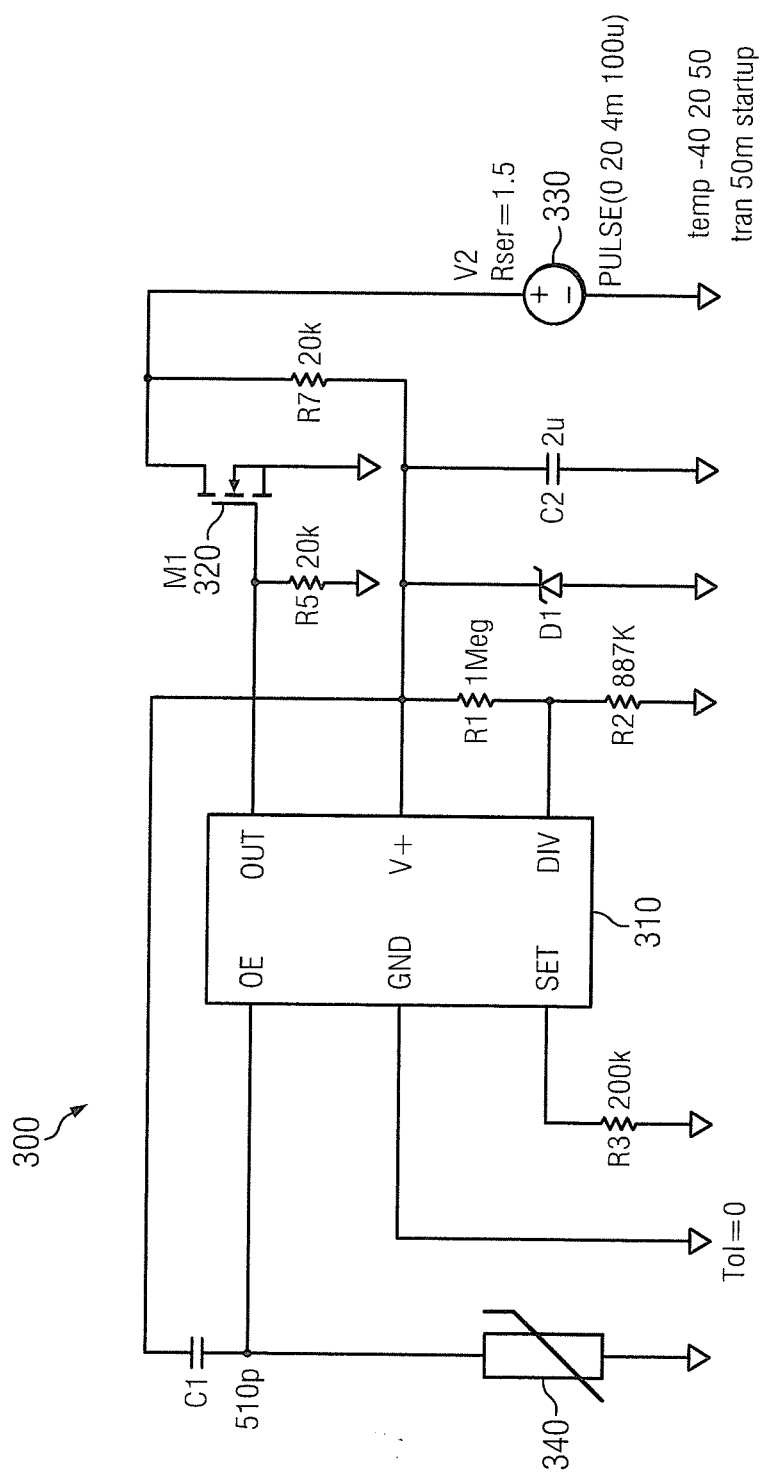 300
C1
510p
340
OE
GND
SET
OUT
V+
DIV
310
R3 200k
Tol=0
M1
320
R5 20k
R7 20k
R1 1Meg
R2 887K
D1
C2 2u
V2
Rser=1.5
330
PULSE(0 20 4m 100u)
temp -40 20 50
tran 50m startup